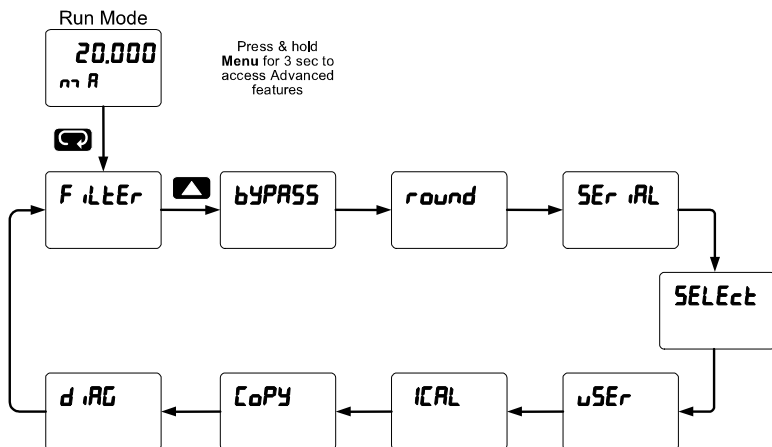 Run Mode
20.000
mA
Press & hold
Menu for 3 sec to
access Advanced
features
FiLtEr
bYPASS
round
SEriAL
SELEct
uSEr
ICAL
CoPY
diAG